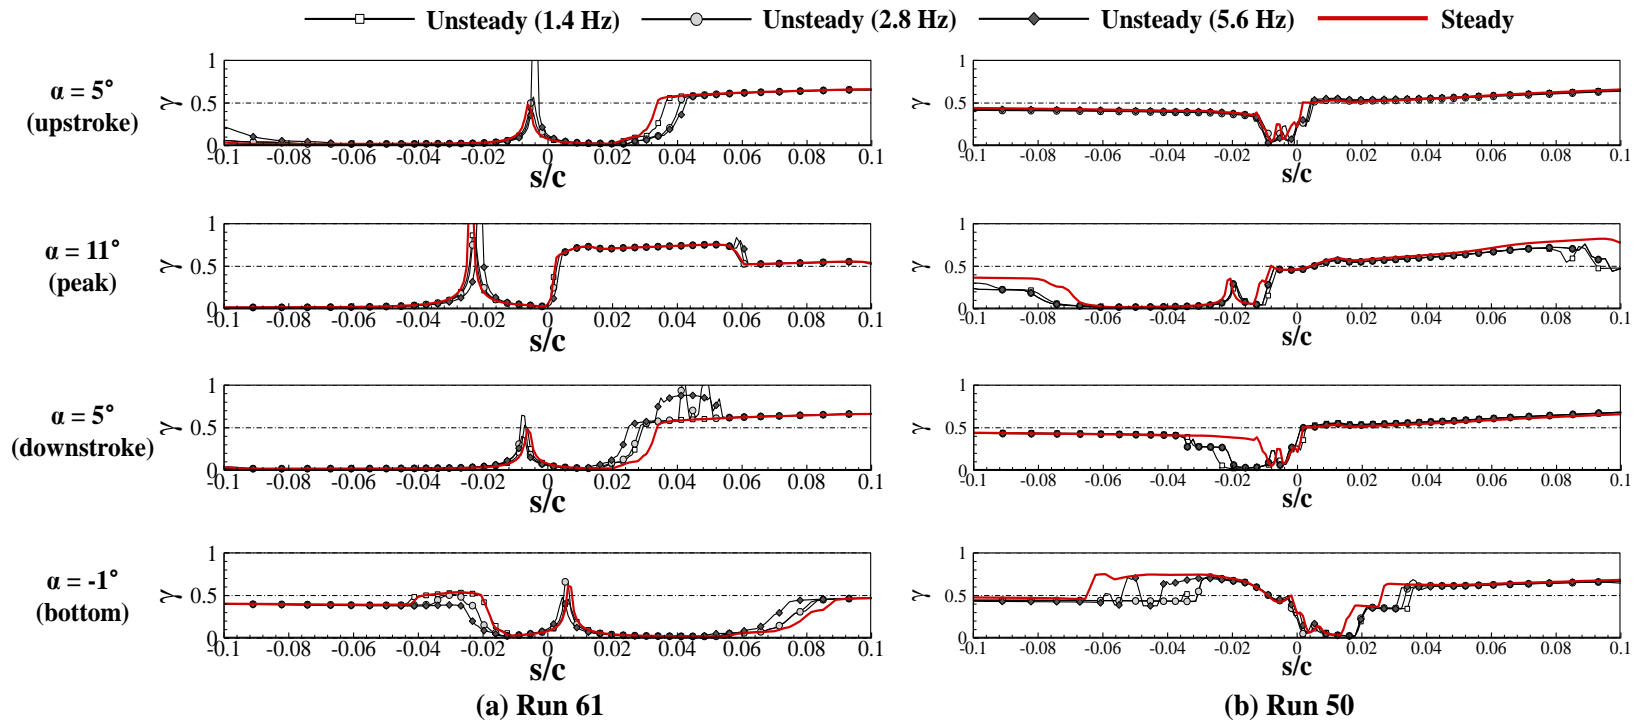 Unsteady (1.4 Hz) Unsteady (2.8 Hz) Unsteady (5.6 Hz) Steady
α = 5°
(upstroke)
γ
1
0.5
0
-0.1 -0.08 -0.06 -0.04 -0.02 0 0.02 0.04 0.06 0.08 0.1
s/c
γ
1
0.5
0
-0.1 -0.08 -0.06 -0.04 -0.02 0 0.02 0.04 0.06 0.08 0.1
s/c
α = 11°
(peak)
γ
1
0.5
0
-0.1 -0.08 -0.06 -0.04 -0.02 0 0.02 0.04 0.06 0.08 0.1
s/c
γ
1
0.5
0
-0.1 -0.08 -0.06 -0.04 -0.02 0 0.02 0.04 0.06 0.08 0.1
s/c
α = 5°
(downstroke)
γ
1
0.5
0
-0.1 -0.08 -0.06 -0.04 -0.02 0 0.02 0.04 0.06 0.08 0.1
s/c
γ
1
0.5
0
-0.1 -0.08 -0.06 -0.04 -0.02 0 0.02 0.04 0.06 0.08 0.1
s/c
α = -1°
(bottom)
γ
1
0.5
0
-0.1 -0.08 -0.06 -0.04 -0.02 0 0.02 0.04 0.06 0.08 0.1
s/c
γ
1
0.5
0
-0.1 -0.08 -0.06 -0.04 -0.02 0 0.02 0.04 0.06 0.08 0.1
s/c
(a) Run 61
(b) Run 50